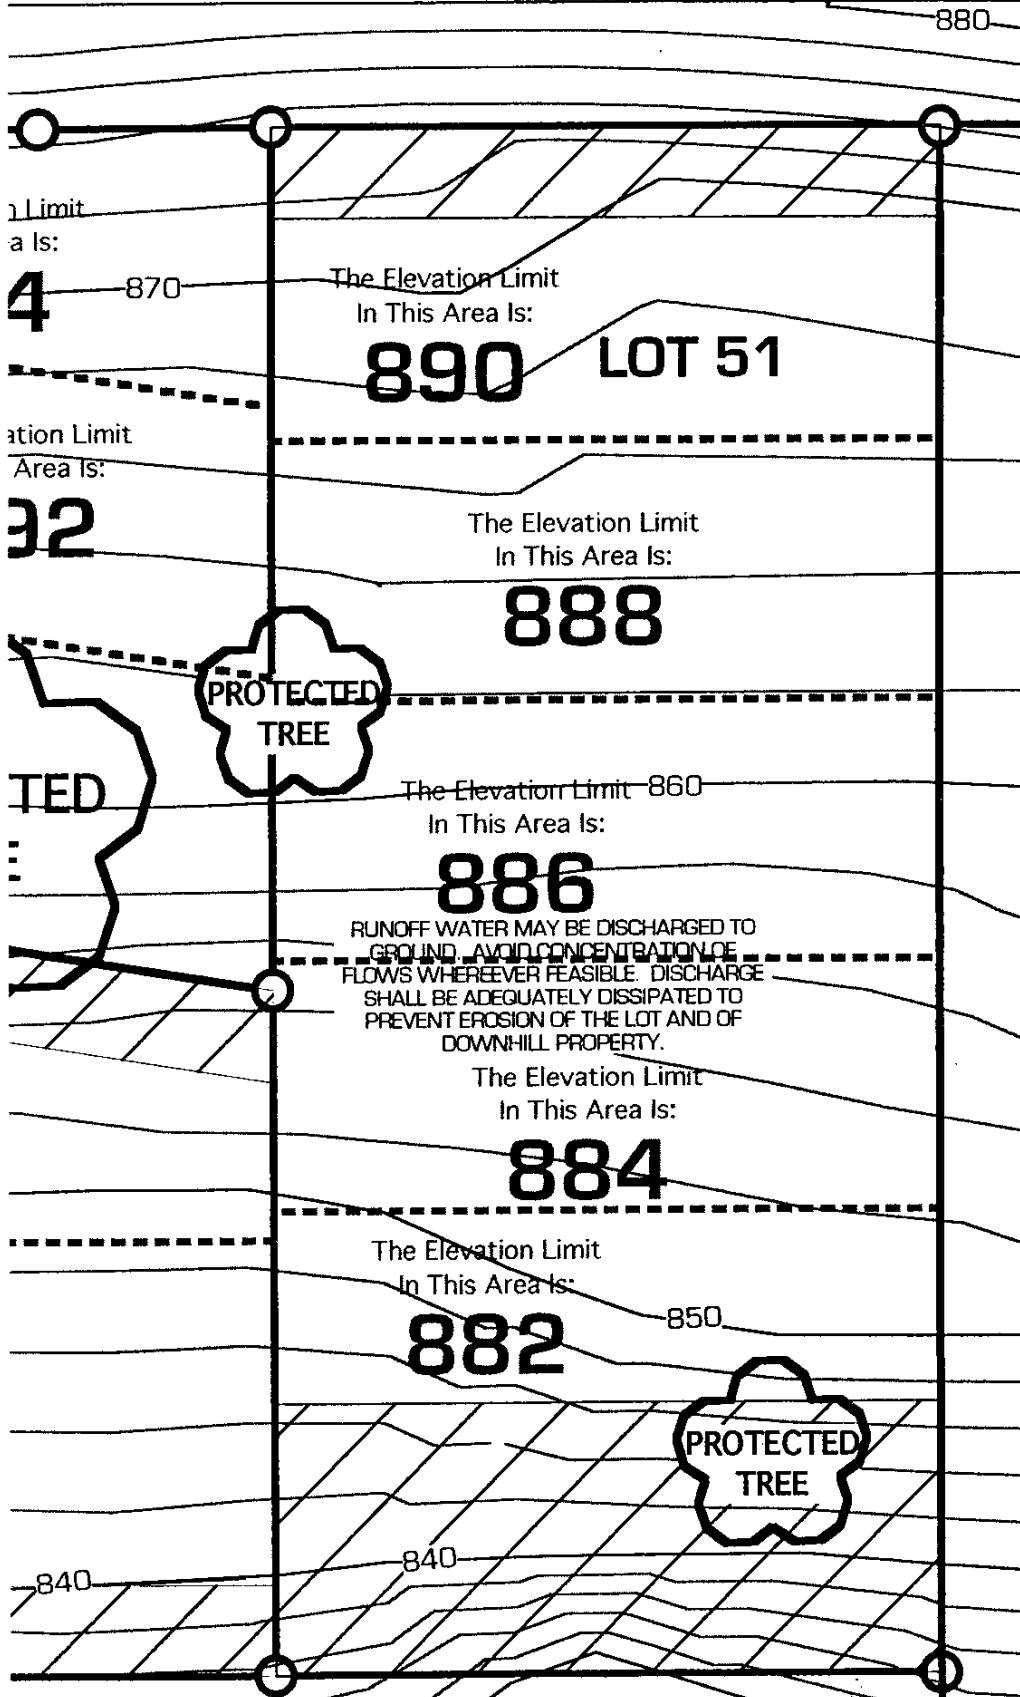 880
n Limit
a Is:
4
870
The Elevation Limit
In This Area Is:
890
LOT 51
ation Limit
Area Is:
92
The Elevation Limit
In This Area Is:
888
PROTECTED
TREE
TED
E
The Elevation Limit
860
In This Area Is:
886
RUNOFF WATER MAY BE DISCHARGED TO
GROUND. AVOID CONCENTRATION OF
FLOWS WHEREEVER FEASIBLE. DISCHARGE
SHALL BE ADEQUATELY DISSIPATED TO
PREVENT EROSION OF THE LOT AND OF
DOWNHILL PROPERTY.
The Elevation Limit
In This Area Is:
884
The Elevation Limit
In This Area Is:
850
882
PROTECTED
TREE
840
840